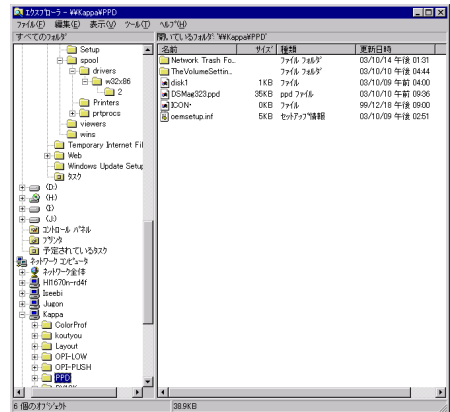 エクスプローラ - ¥¥Kappa¥PPD
ファイル(F) 編集(E) 表示(V) ツール(T) ヘルプ(H)
すべてのフォルダ
開いているフォルダ: '¥¥Kappa¥PPD'
Setup
spool
drivers
w32x86
2
Printers
prtprocs
viewers
wins
Temporary Internet Fil
Web
Windows Update Setup
タスク
(D:)
(H:)
(I:)
(J:)
コントロール パネル
プリンタ
予定されているタスク
ネットワーク コンピュータ
ネットワーク全体
Hl1670n-rd4f
Iseebi
Jugon
Kappa
ColorProf
koutyou
Layout
OPI-LOW
OPI-PUSH
PPD
名前 サイズ 種類 更新日時
Network Trash Fo.. ファイル フォルダ 03/10/14 午後 01:31
TheVolumeSettin.. ファイル フォルダ 03/10/10 午後 04:44
disk1 1KB ファイル 03/10/09 午前 04:00
DSMag323.ppd 35KB ppd ファイル 03/10/10 午前 09:36
ICON・ 0KB ファイル 99/12/18 午後 09:00
oemsetup.inf 5KB セットアップ情報 03/10/09 午後 02:51
6 個のオブジェクト 38.9KB